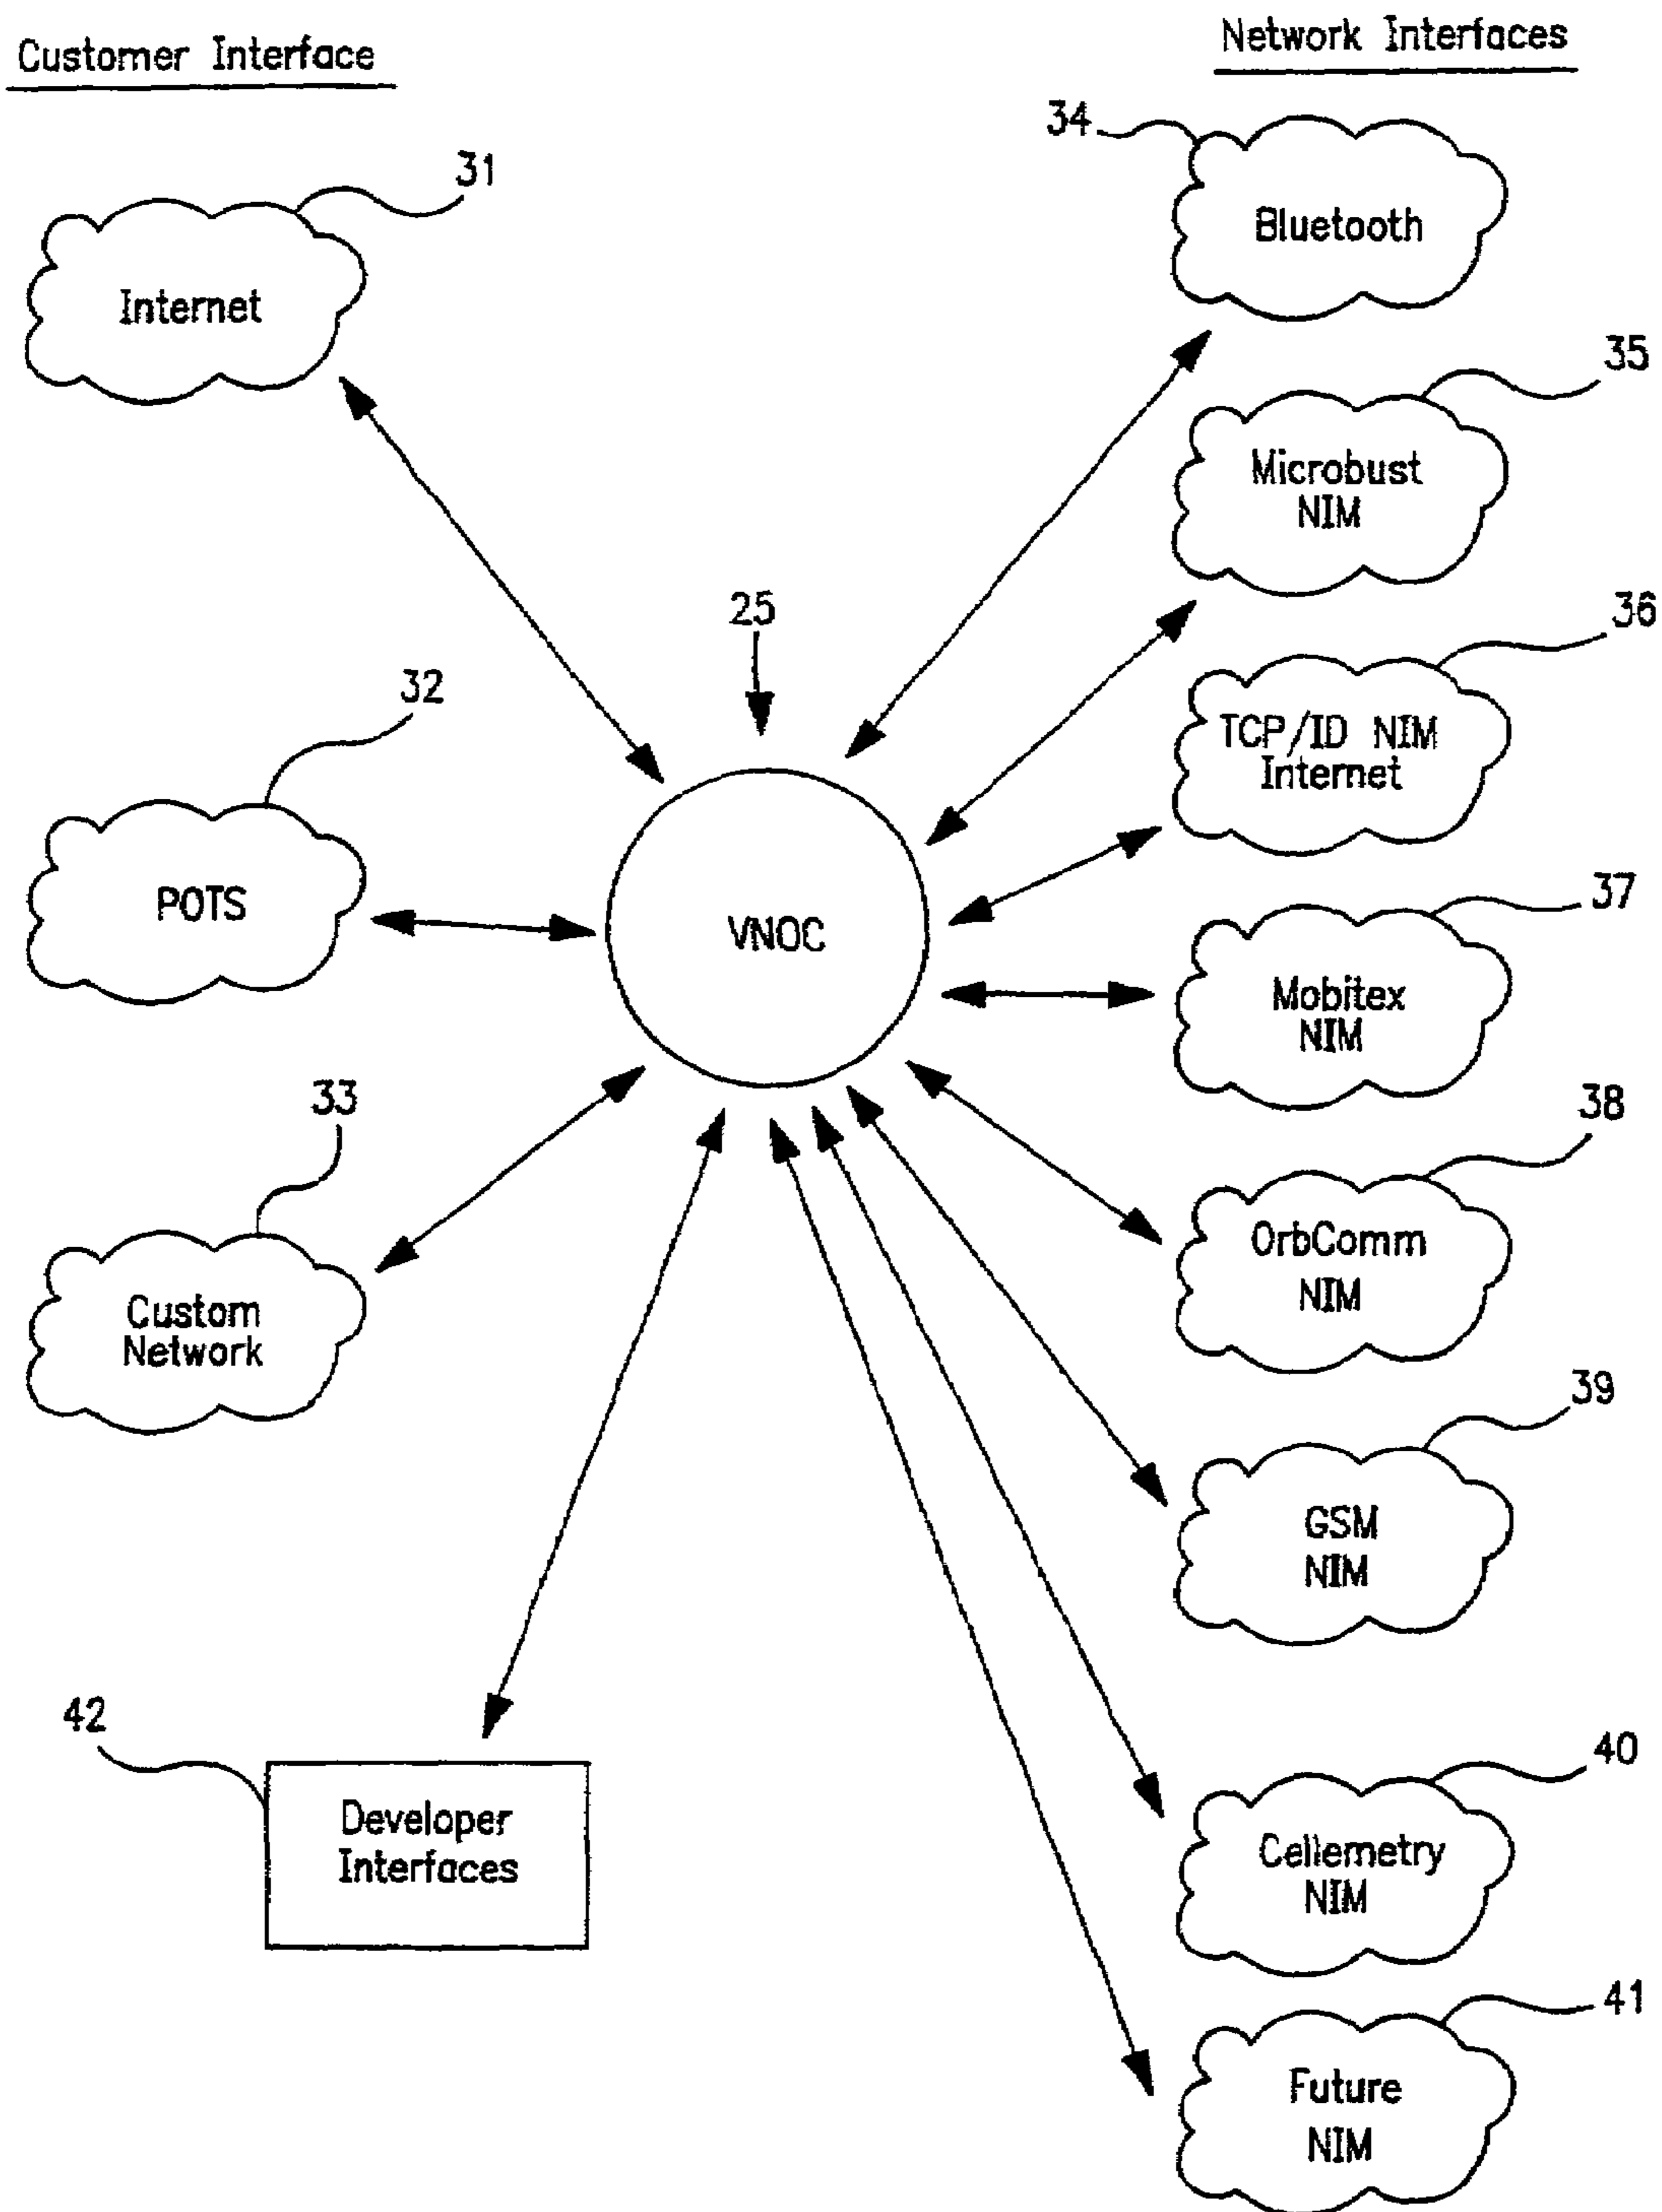 Customer Interface
Network Interfaces
34
31
Bluetooth
Internet
35
Microbust
NIM
25
36
32
TCP/ID NIM
Internet
37
POTS
VNOC
Mobitex
NIM
33
38
OrbComm
NIM
Custom
Network
39
GSM
NIM
42
40
Developer
Interfaces
Cellemetry
NIM
41
Future
NIM